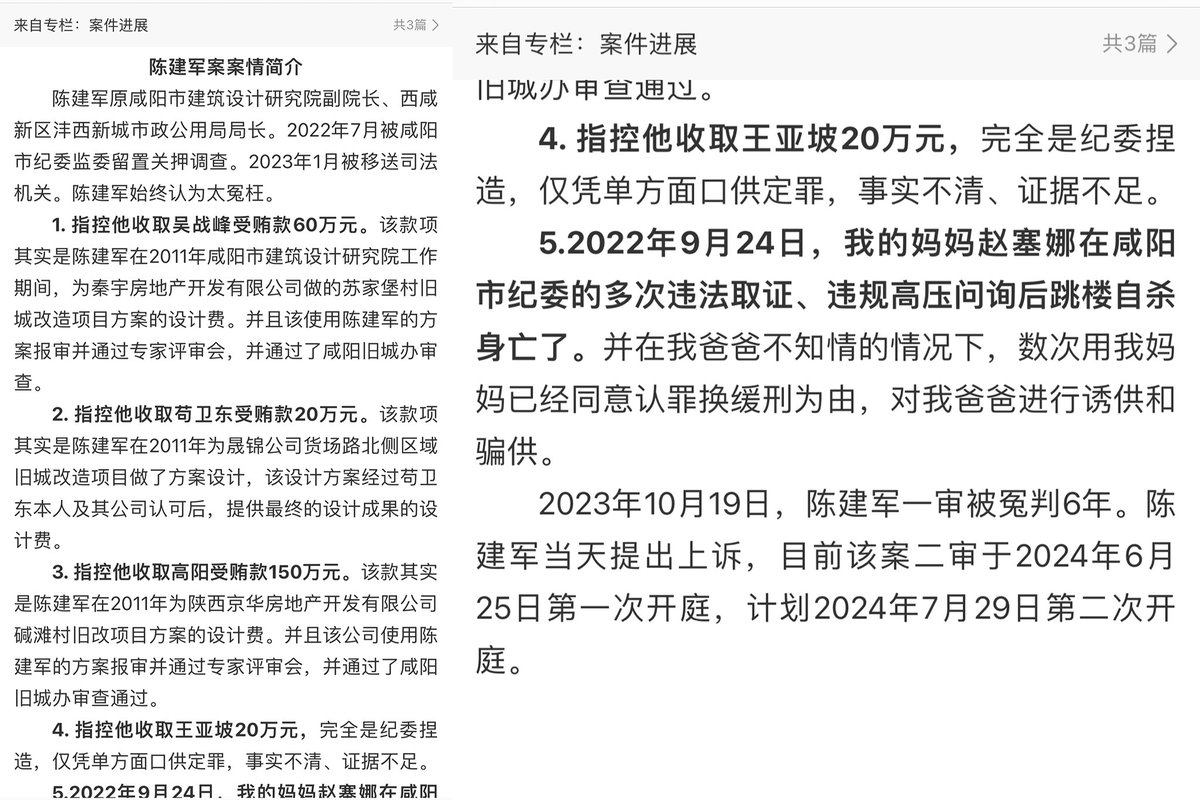 来自专栏：案件进展
共3篇 >
陈建军案案情简介
陈建军原咸阳市建筑设计研究院副院长、西咸
新区沣西新城市政公用局局长。2022年7月被咸阳
市纪委监委留置关押调查。2023年1月被移送司法
机关。陈建军始终认为太冤枉。
1. 指控他收取吴战峰受贿款60万元。该款项
其实是陈建军在2011年咸阳市建筑设计研究院工作
期间，为秦宇房地产开发有限公司做的苏家堡村旧
城改造项目方案的设计费。并且该使用陈建军的方
案报审并通过专家评审会，并通过了咸阳旧城办审
查。
2. 指控他收取苟卫东受贿款20万元。该款项
其实是陈建军在2011年为晟锦公司货场路北侧区域
旧城改造项目做了方案设计，该设计方案经过苟卫
东本人及其公司认可后，提供最终的设计成果的设
计费。
3. 指控他收取高阳受贿款150万元。该款其实
是陈建军在2011年为陕西京华房地产开发有限公司
碱滩村旧改项目方案的设计费。并且该公司使用陈
建军的方案报审并通过专家评审会，并通过了咸阳
旧城办审查通过。
4. 指控他收取王亚坡20万元，完全是纪委捏
造，仅凭单方面口供定罪，事实不清、证据不足。
5.2022年9月24日，我的妈妈赵塞娜在咸阳
来自专栏：案件进展
共3篇 >
旧城办审查通过。
4. 指控他收取王亚坡20万元，完全是纪委捏
造，仅凭单方面口供定罪，事实不清、证据不足。
5.2022年9月24日，我的妈妈赵塞娜在咸阳
市纪委的多次违法取证、违规高压问询后跳楼自杀
身亡了。并在我爸爸不知情的情况下，数次用我妈
妈已经同意认罪换缓刑为由，对我爸爸进行诱供和
骗供。
2023年10月19日，陈建军一审被冤判6年。陈
建军当天提出上诉，目前该案二审于2024年6月
25日第一次开庭，计划2024年7月29日第二次开
庭。